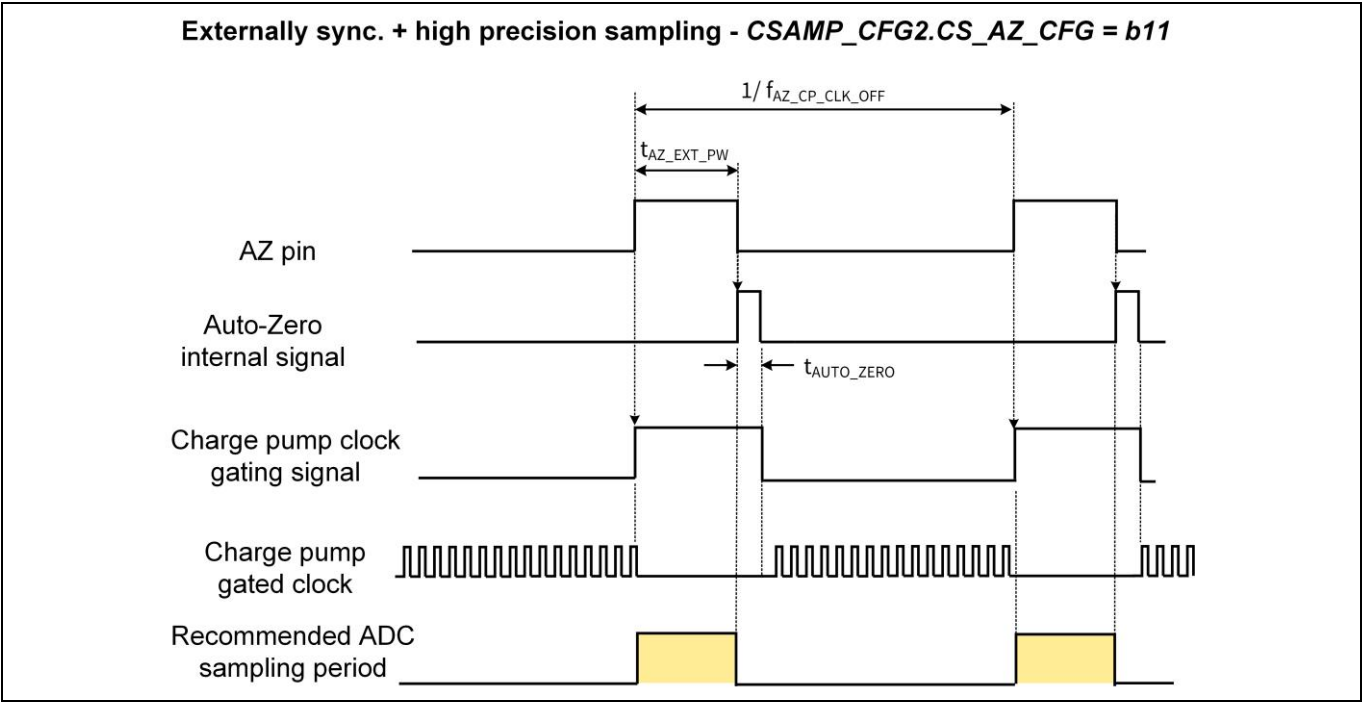 Externally sync. + high precision sampling - CSAMP_CFG2.CS_AZ_CFG = b11
1/ fAZ_CP_CLK_OFF
tAZ_EXT_PW
AZ pin
Auto-Zero
internal signal
tAUTO_ZERO
Charge pump clock
gating signal
Charge pump
gated clock
Recommended ADC
sampling period